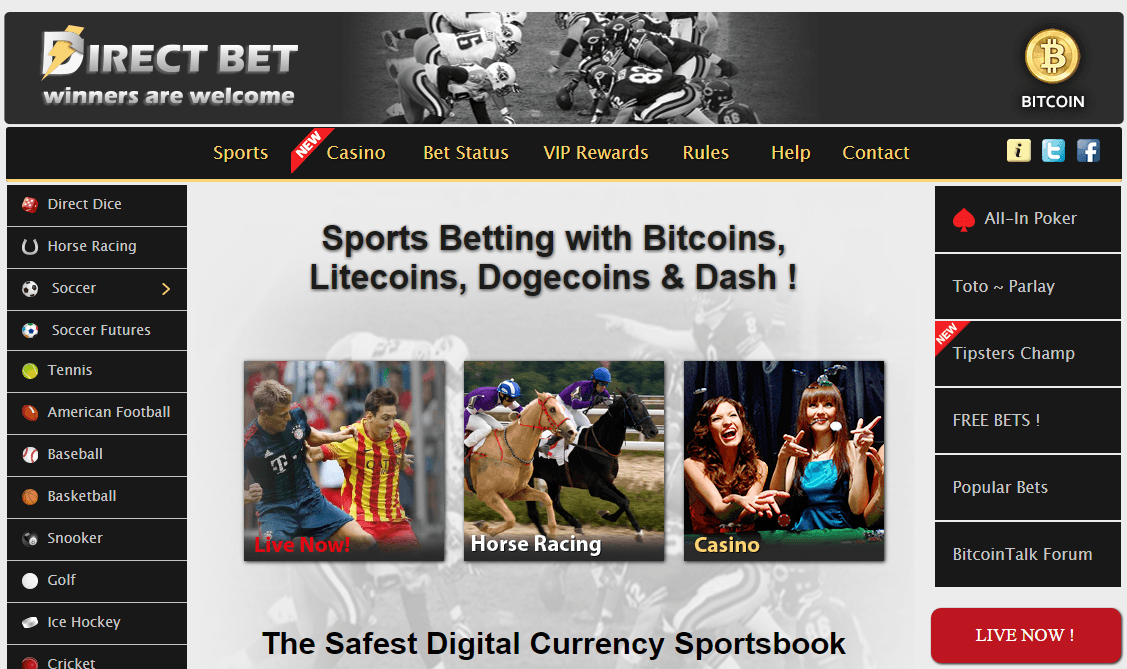 DIRECT BET
winners are welcome
BITCOIN
NEW
Sports Casino Bet Status VIP Rewards Rules Help Contact
Direct Dice
Horse Racing
Soccer
Soccer Futures
Tennis
American Football
Baseball
Basketball
Snooker
Golf
Ice Hockey
Cricket
Sports Betting with Bitcoins,
Litecoins, Dogecoins & Dash !
Live Now!
Horse Racing
Casino
The Safest Digital Currency Sportsbook
All-In Poker
Toto ~ Parlay
NEW
Tipsters Champ
FREE BETS !
Popular Bets
BitcoinTalk Forum
LIVE NOW !